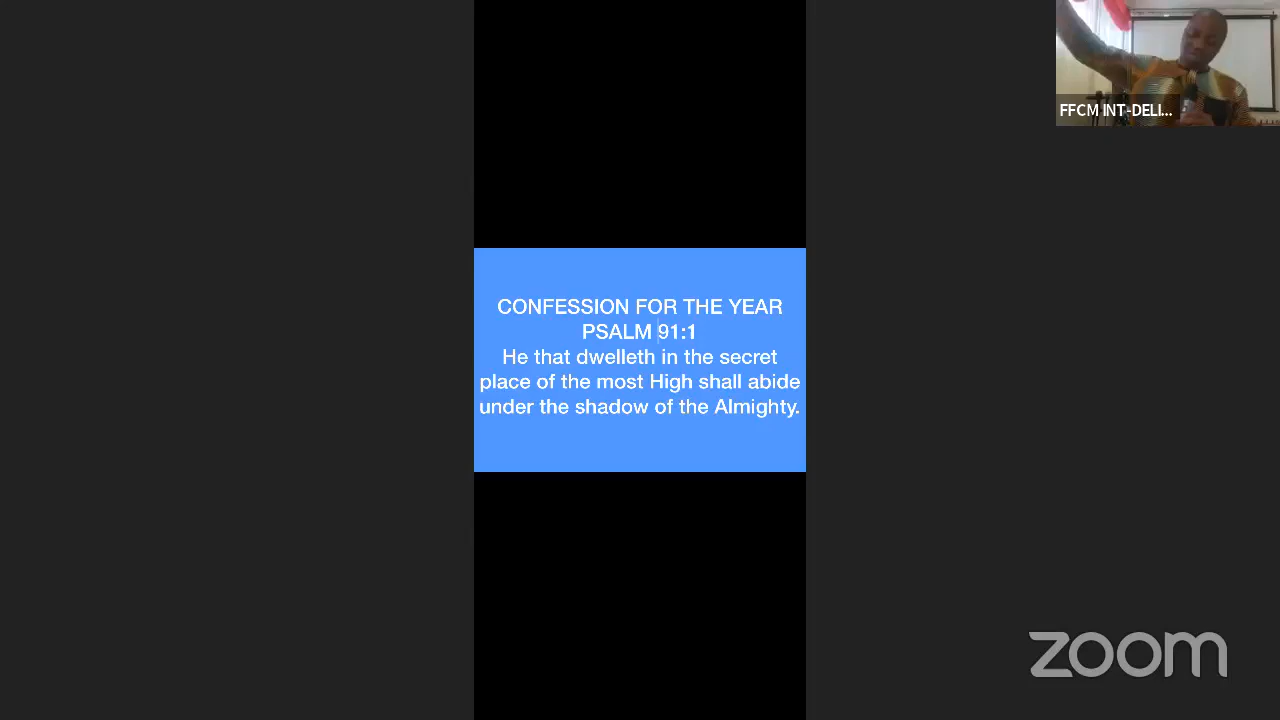 FFCM INT-DELI...
CONFESSION FOR THE YEAR
PSALM 91:1
He that dwelleth in the secret
place of the most High shall abide
under the shadow of the Almighty.
zoom